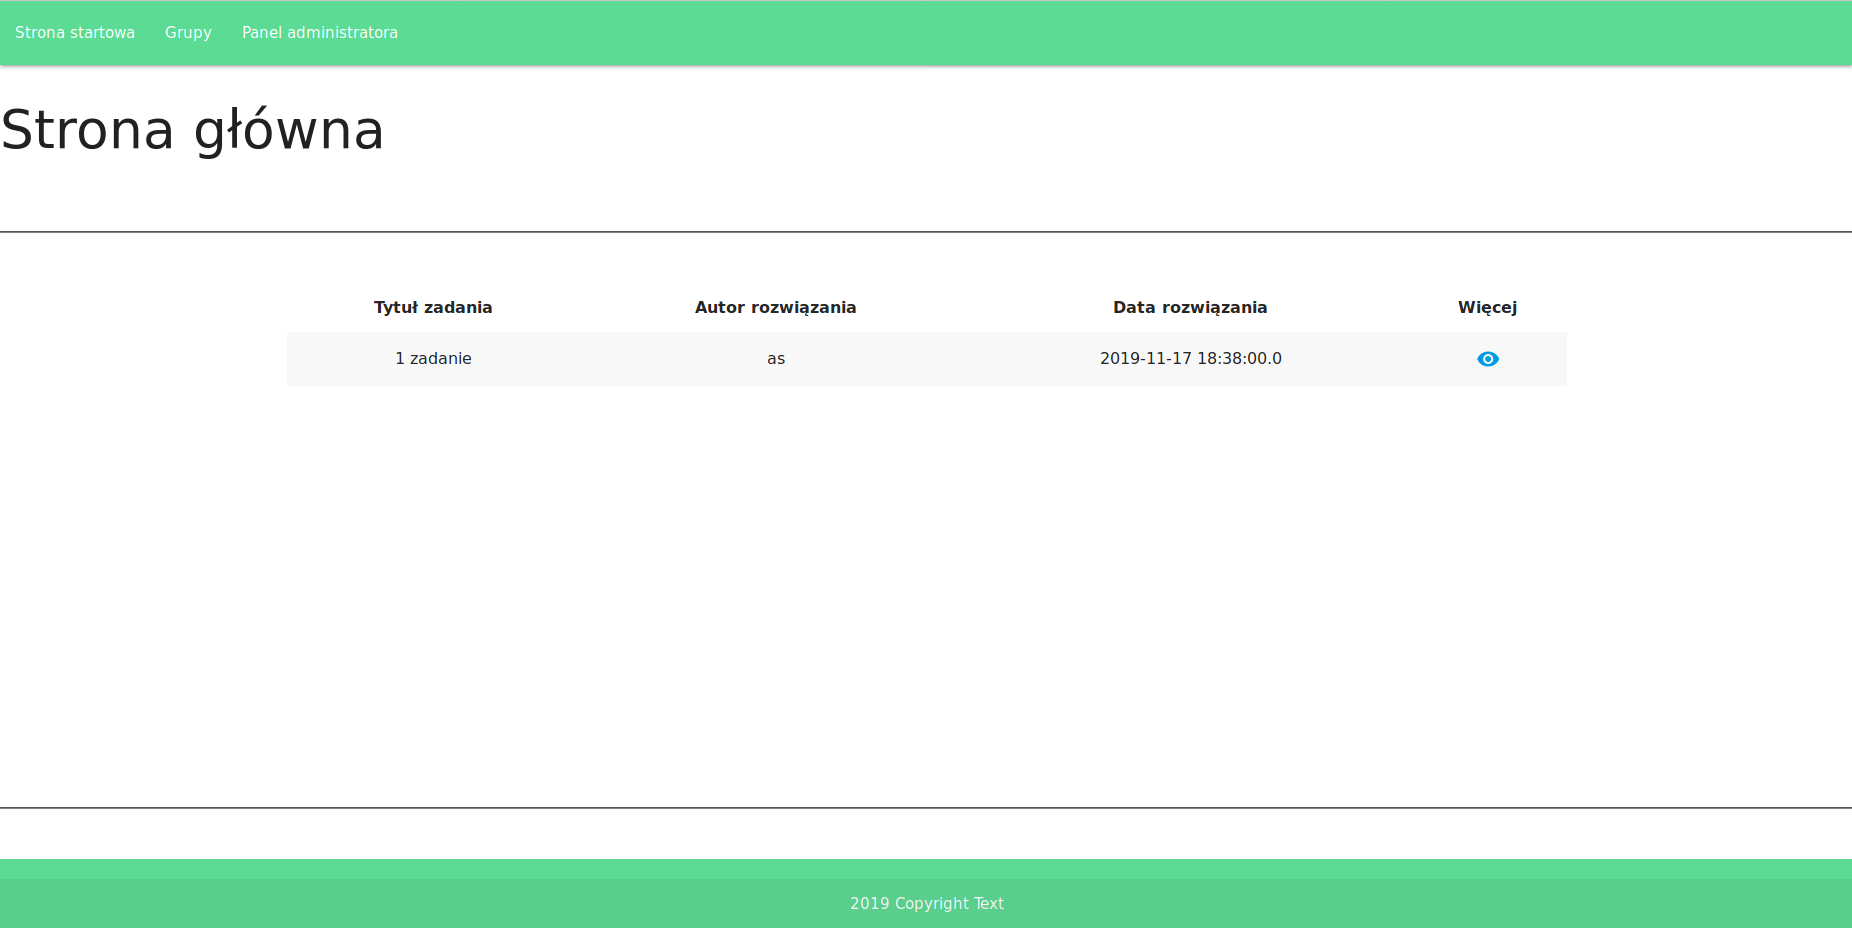 Strona startowa Grupy Panel administratora
Strona główna
Tytuł zadania Autor rozwiązania Data rozwiązania Więcej
1 zadanie as 2019-11-17 18:38:00.0
2019 Copyright Text